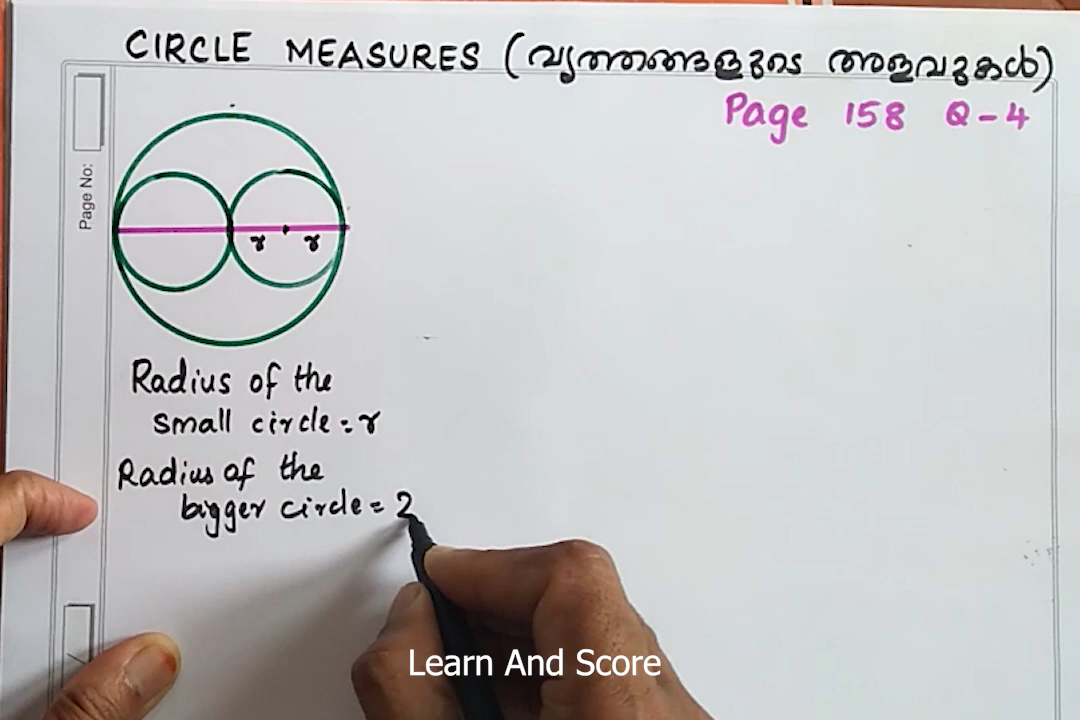 CIRCLE MEASURES (വൃത്തങ്ങളുടെ അളവുകൾ)
Page 158 Q-4
Page No:
r r
Radius of the
small circle = r
Radius of the
bigger circle = 2
Learn And Score